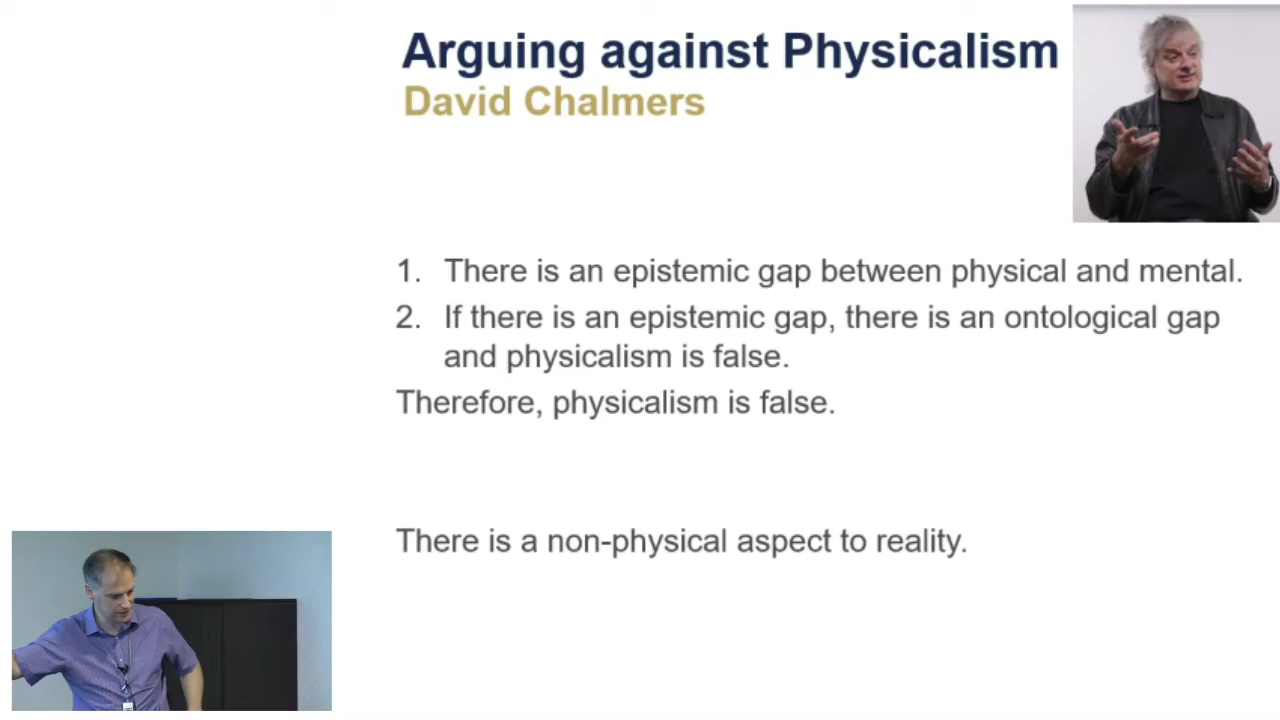 Arguing against Physicalism
David Chalmers
1. There is an epistemic gap between physical and mental.
2. If there is an epistemic gap, there is an ontological gap
and physicalism is false.
Therefore, physicalism is false.
There is a non-physical aspect to reality.